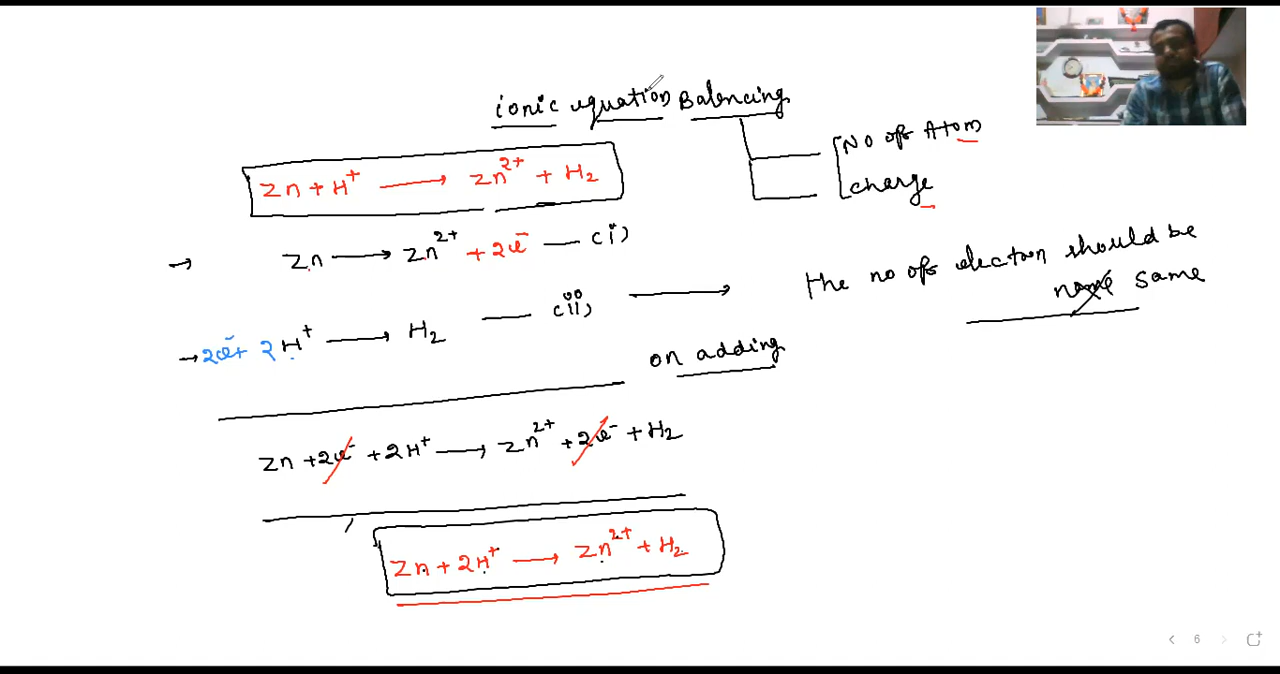 ionic equation Balencing
No of Atom
charge
Zn + H⁺ ⟶ Zn²⁺ + H₂
→ Zn ⟶ Zn²⁺ + 2e⁻ — (i)
the no of electron should be
same
→ 2e⁻ + 2H⁺ ⟶ H₂ — (ii) ⟶
on adding
Zn + 2e⁻ + 2H⁺ ⟶ Zn²⁺ + 2e⁻ + H₂
Zn + 2H⁺ ⟶ Zn²⁺ + H₂
< 6 >